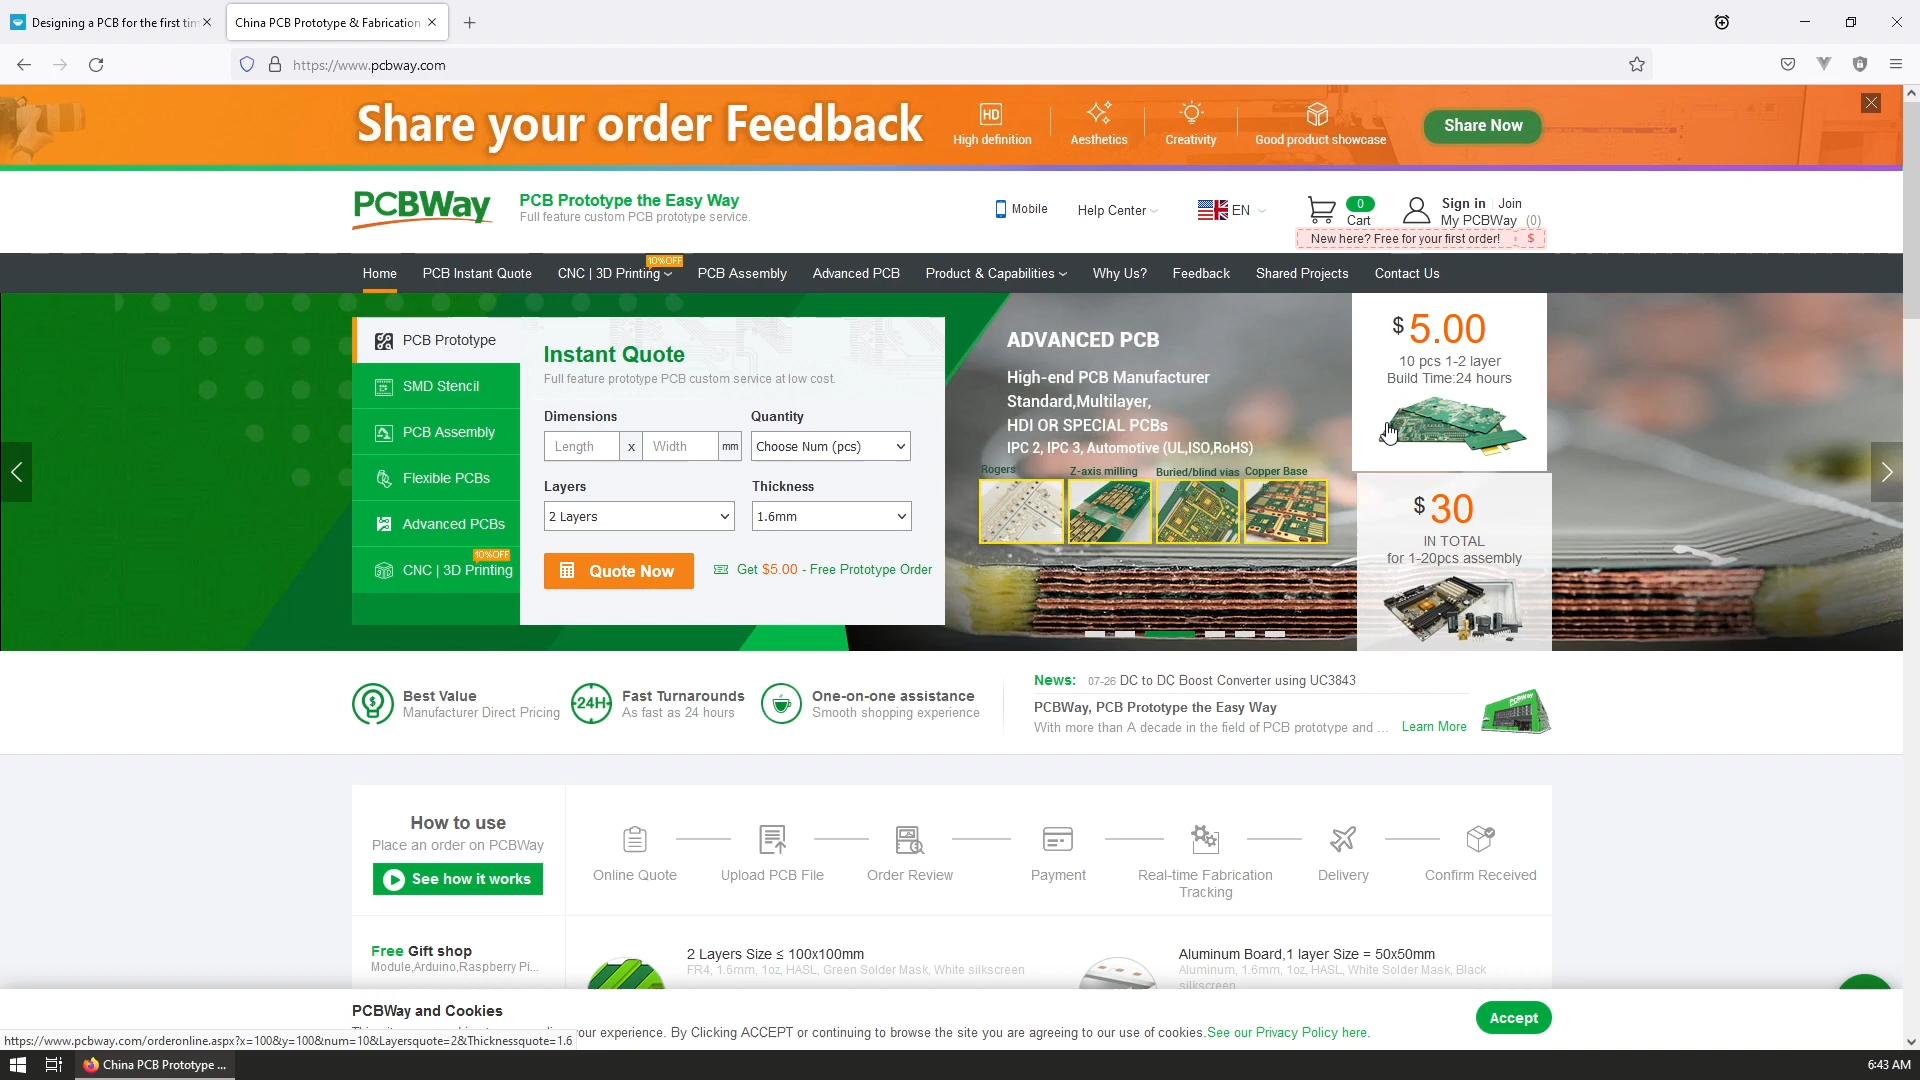 Designing a PCB for the first tim
China PCB Prototype & Fabrication
https://www.pcbway.com
Share your order Feedback
HD
High definition
Aesthetics
Creativity
Good product showcase
Share Now
PCBWay
PCB Prototype the Easy Way
Full feature custom PCB prototype service.
Mobile
Help Center
EN
0
Cart
Sign in
Join
My PCBWay (0)
New here? Free for your first order! $
10%OFF
Home
PCB Instant Quote
CNC | 3D Printing
PCB Assembly
Advanced PCB
Product & Capabilities
Why Us?
Feedback
Shared Projects
Contact Us
PCB Prototype
SMD Stencil
PCB Assembly
Flexible PCBs
Advanced PCBs
10%OFF
CNC | 3D Printing
Instant Quote
Full feature prototype PCB custom service at low cost.
Dimensions
Quantity
Length x Width mm
Choose Num (pcs)
Layers
Thickness
2 Layers
1.6mm
Quote Now
Get $5.00 - Free Prototype Order
ADVANCED PCB
High-end PCB Manufacturer
Standard,Multilayer,
HDI OR SPECIAL PCBs
IPC 2, IPC 3, Automotive (UL,ISO,RoHS)
Rogers
Z-axis milling
Buried/blind vias
Copper Base
$5.00
10 pcs 1-2 layer
Build Time:24 hours
$30
IN TOTAL
for 1-20pcs assembly
Best Value
Manufacturer Direct Pricing
24H
Fast Turnarounds
As fast as 24 hours
One-on-one assistance
Smooth shopping experience
News: 07-26 DC to DC Boost Converter using UC3843
PCBWay, PCB Prototype the Easy Way
With more than A decade in the field of PCB prototype and ...
Learn More
How to use
Place an order on PCBWay
See how it works
Online Quote
Upload PCB File
Order Review
Payment
Real-time Fabrication
Tracking
Delivery
Confirm Received
Free Gift shop
Module,Arduino,Raspberry Pi...
2 Layers Size ≤ 100x100mm
FR4, 1.6mm, 1oz, HASL, Green Solder Mask, White silkscreen
Aluminum Board,1 layer Size = 50x50mm
Aluminum, 1.6mm, 1oz, HASL, White Solder Mask, Black
silkscreen
PCBWay and Cookies
our experience. By Clicking ACCEPT or continuing to browse the site you are agreeing to our use of cookies.See our Privacy Policy here.
Accept
https://www.pcbway.com/orderonline.aspx?x=100&y=100&num=10&Layersquote=2&Thicknessquote=1.6
China PCB Prototype ...
6:43 AM